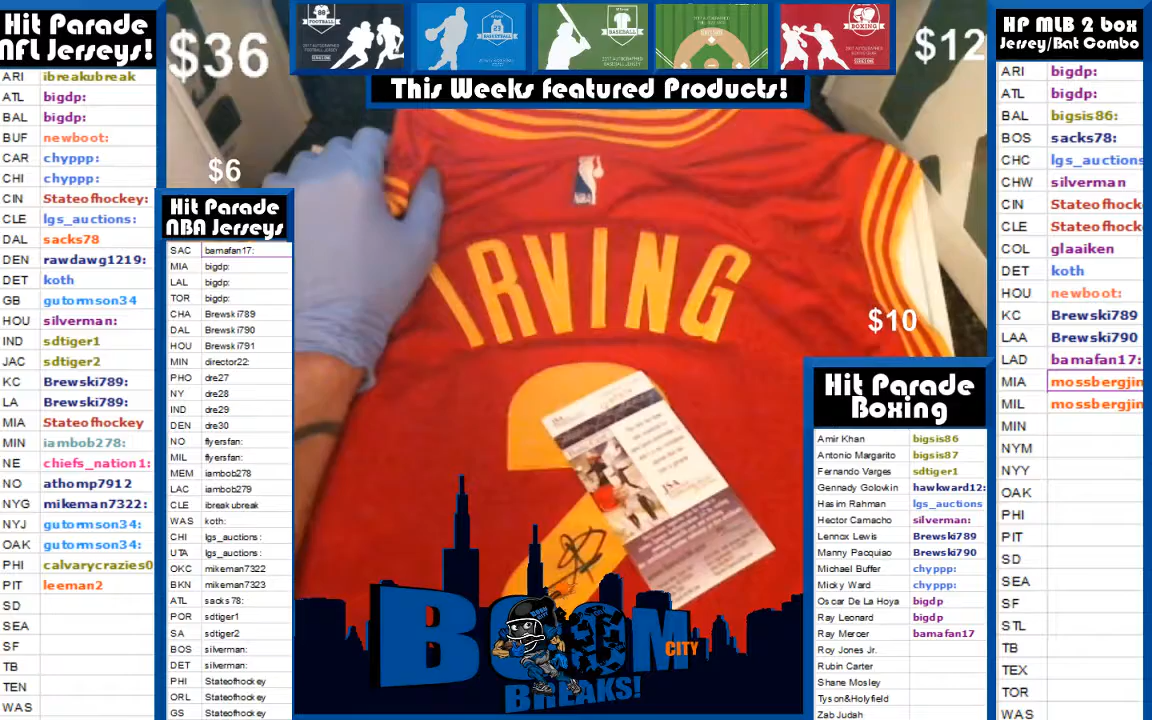 Hit Parade
NFL Jerseys!
ARI ibreakubreak
ATL bigdp:
BAL bigdp:
BUF newboot:
CAR chyppp:
CHI chyppp:
CIN Stateofhockey:
CLE lgs_auctions:
DAL sacks78
DEN rawdawg1219:
DET koth
GB gutormson34
HOU silverman:
IND sdtiger1
JAC sdtiger2
KC Brewski789:
LA Brewski789:
MIA Stateofhockey
MIN iambob278:
NE chiefs_nation1:
NO athomp7912
NYG mikeman7322:
NYJ gutormson34:
OAK gutormson34:
PHI calvarycrazies0
PIT leeman2
SD
SEA
SF
TB
TEN
WAS
$36
$6
Hit Parade
NBA Jerseys
SAC bamafan17:
MIA bigdp:
LAL bigdp:
TOR bigdp:
CHA Brewski789
DAL Brewski790
HOU Brewski791
MIN director22:
PHO dre27
NY dre28
IND dre29
DEN dre30
NO flyersfan:
MIL flyersfan:
MEM iambob278
LAC iambob279
CLE ibreakubreak
WAS koth:
CHI lgs_auctions:
UTA lgs_auctions:
OKC mikeman7322
BKN mikeman7323
ATL sacks78:
POR sdtiger1
SA sdtiger2
BOS silverman:
DET silverman:
PHI Stateofhockey
ORL Stateofhockey
GS Stateofhockey
FOOTBALL
BASKETBALL
BASEBALL
BOXING
This Weeks Featured Products!
IRVING
JSA
BOOM
CITY
BREAKS!
$12
$10
Hit Parade
Boxing
Amir Khan bigsis86
Antonio Margarito bigsis87
Fernando Varges sdtiger1
Gennady Golovkin hawkward12:
Hasim Rahman lgs_auctions
Hector Camacho silverman:
Lennox Lewis Brewski789
Manny Pacquiao Brewski790
Michael Buffer chyppp:
Micky Ward chyppp:
Oscar De La Hoya bigdp
Ray Leonard bigdp
Ray Mercer bamafan17
Roy Jones Jr.
Rubin Carter
Shane Mosley
Tyson&Holyfield
Zab Judah
HP MLB 2 box
Jersey/Bat Combo
ARI bigdp:
ATL bigdp:
BAL bigsis86:
BOS sacks78:
CHC lgs_auctions
CHW silverman
CIN Stateofhock
CLE Stateofhock
COL glaaiken
DET koth
HOU newboot:
KC Brewski789
LAA Brewski790
LAD bamafan17:
MIA mossbergjin
MIL mossbergjin
MIN
NYM
NYY
OAK
PHI
PIT
SD
SEA
SF
STL
TB
TEX
TOR
WAS